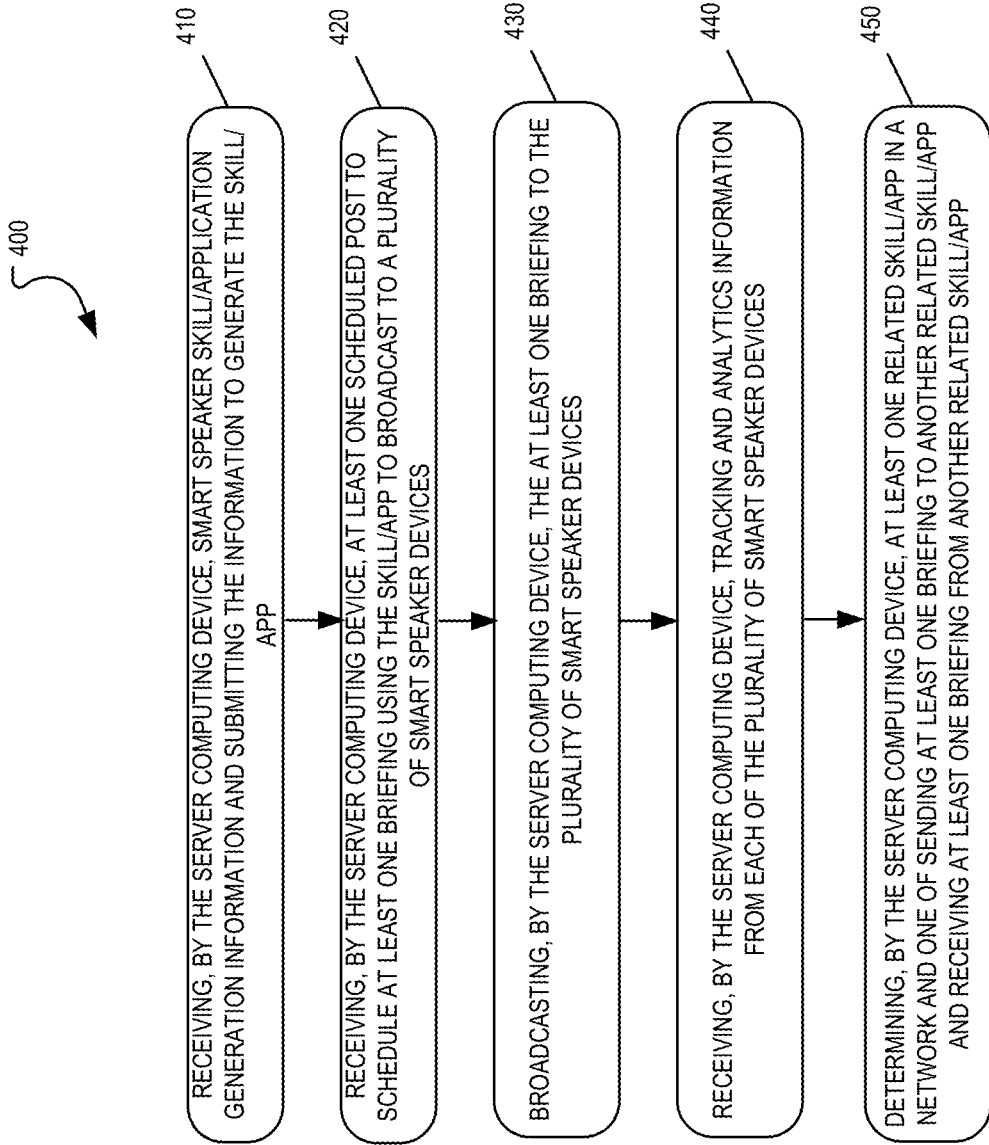 400
RECEIVING, BY THE SERVER COMPUTING DEVICE, SMART SPEAKER SKILL/APPLICATION
GENERATION INFORMATION AND SUBMITTING THE INFORMATION TO GENERATE THE SKILL/
APP
410
RECEIVING, BY THE SERVER COMPUTING DEVICE, AT LEAST ONE SCHEDULED POST TO
SCHEDULE AT LEAST ONE BRIEFING USING THE SKILL/APP TO BROADCAST TO A PLURALITY
OF SMART SPEAKER DEVICES
420
BROADCASTING, BY THE SERVER COMPUTING DEVICE, THE AT LEAST ONE BRIEFING TO THE
PLURALITY OF SMART SPEAKER DEVICES
430
RECEIVING, BY THE SERVER COMPUTING DEVICE, TRACKING AND ANALYTICS INFORMATION
FROM EACH OF THE PLURALITY OF SMART SPEAKER DEVICES
440
DETERMINING, BY THE SERVER COMPUTING DEVICE, AT LEAST ONE RELATED SKILL/APP IN A
NETWORK AND ONE OF SENDING AT LEAST ONE BRIEFING TO ANOTHER RELATED SKILL/APP
AND RECEIVING AT LEAST ONE BRIEFING FROM ANOTHER RELATED SKILL/APP
450